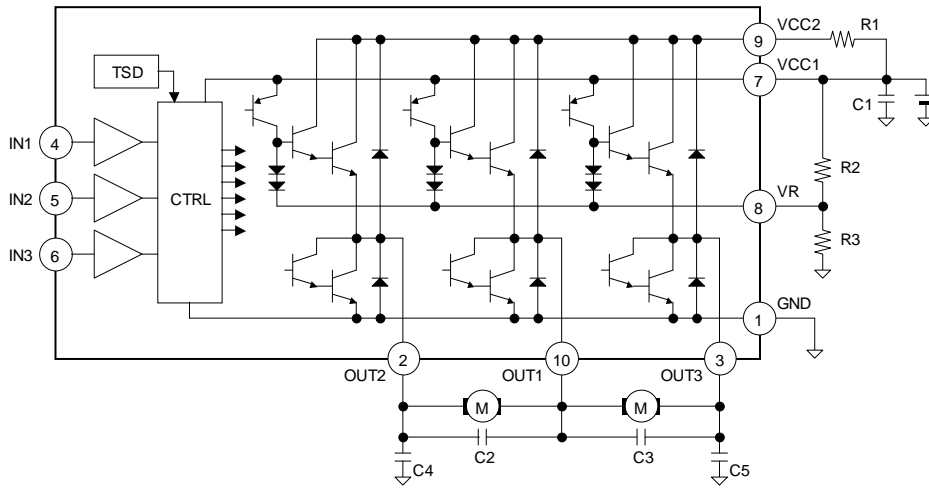 VCC2
R1
9
VCC1
TSD
7
C1
IN1
4
R2
IN2
5
CTRL
VR
8
IN3
6
R3
GND
1
2
10
3
OUT2
OUT1
OUT3
M
M
C4
C2
C3
C5